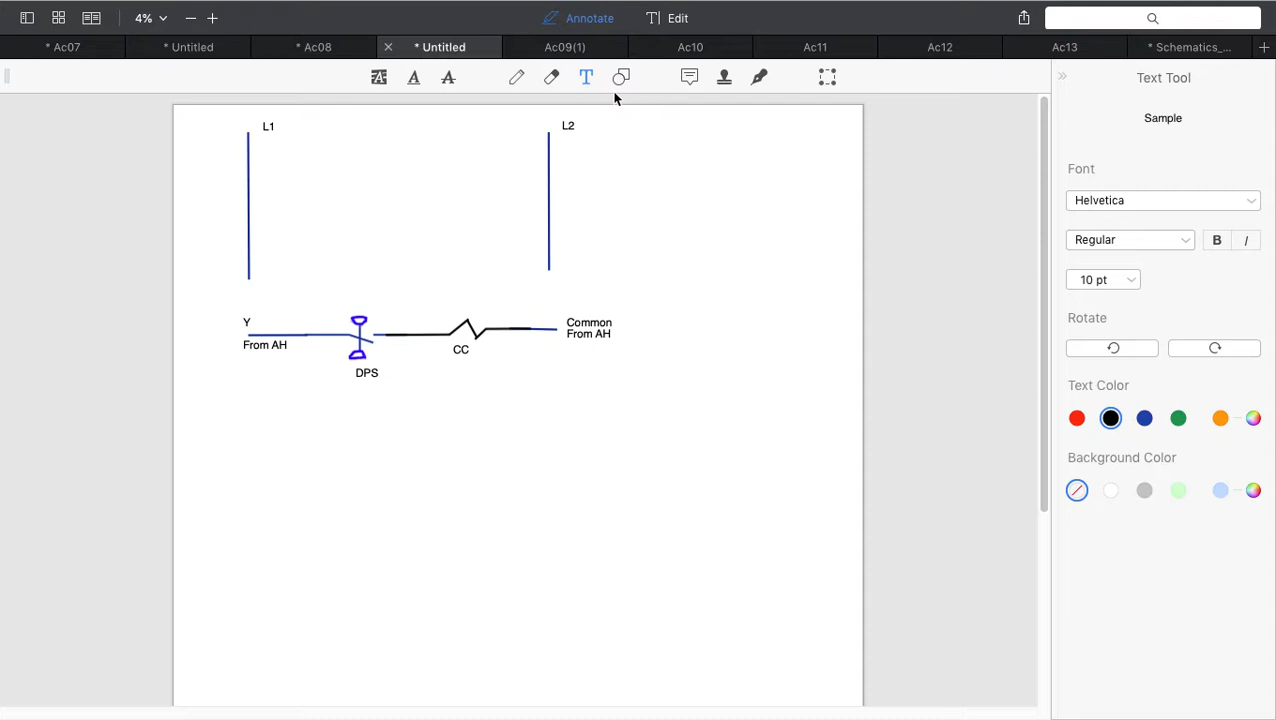 4%
Annotate
Edit
* Ac07
* Untitled
* Ac08
* Untitled
Ac09(1)
Ac10
Ac11
Ac12
Ac13
* Schematics_...
Text Tool
Sample
Font
Helvetica
Regular
B I
10 pt
Rotate
Text Color
Background Color
L1
L2
Y
From AH
DPS
CC
Common
From AH